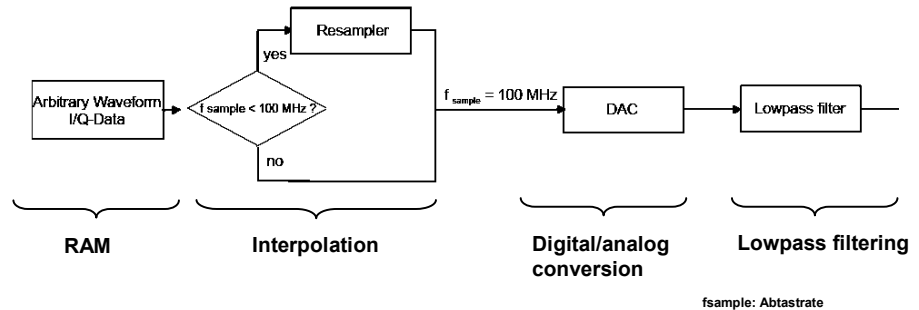 Resampler
yes
Arbitrary Waveform
I/Q-Data
f sample < 100 MHz ?
f sample = 100 MHz
DAC
Lowpass filter
no
RAM
Interpolation
Digital/analog
conversion
Lowpass filtering
fsample: Abtastrate